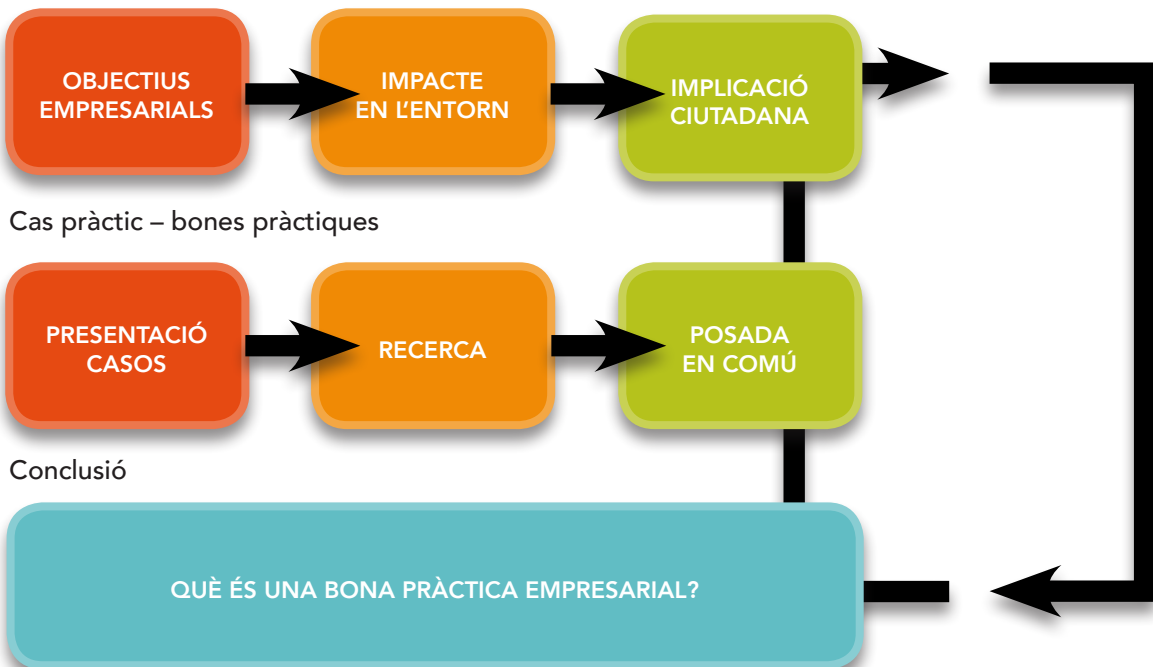 OBJECTIUS
EMPRESARIALS
IMPACTE
EN L'ENTORN
IMPLICACIÓ
CIUTADANA
Cas pràctic – bones pràctiques
PRESENTACIÓ
CASOS
RECERCA
POSADA
EN COMÚ
Conclusió
QUÈ ÉS UNA BONA PRÀCTICA EMPRESARIAL?